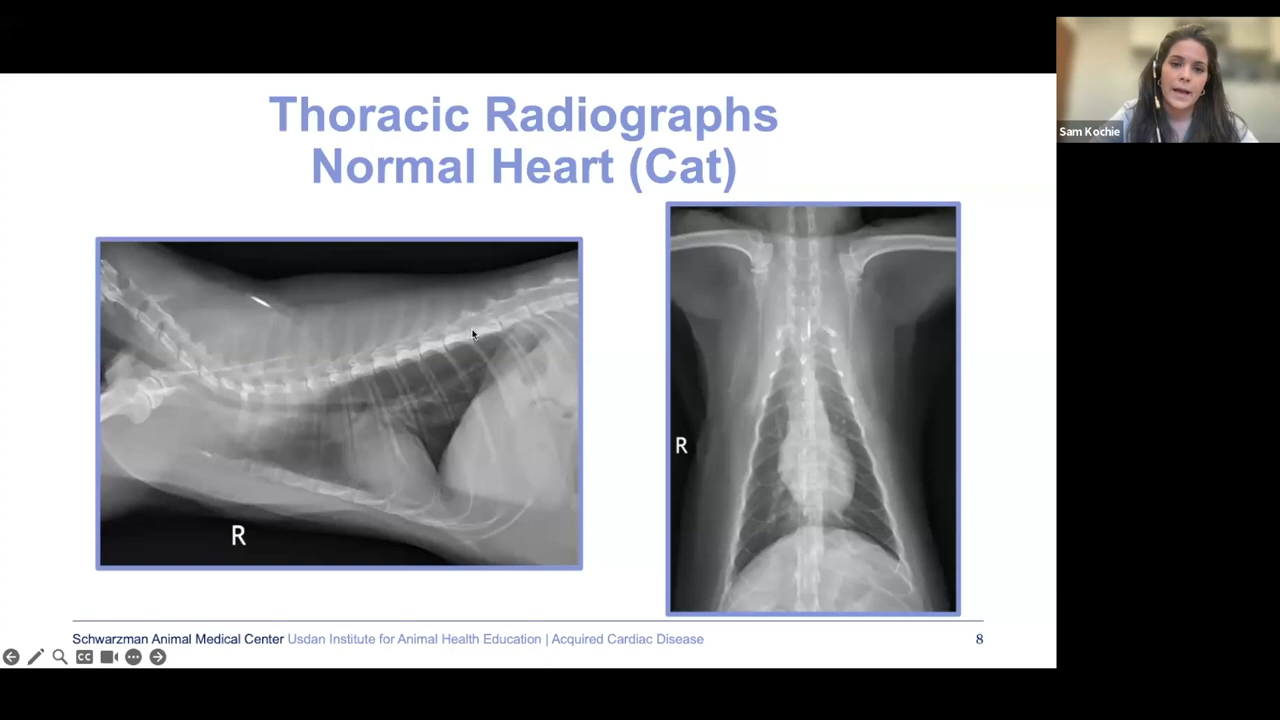 Thoracic Radiographs
Normal Heart (Cat)
Sam Kochie
R
R
Schwarzman Animal Medical Center Usdan Institute for Animal Health Education | Acquired Cardiac Disease
8
CC